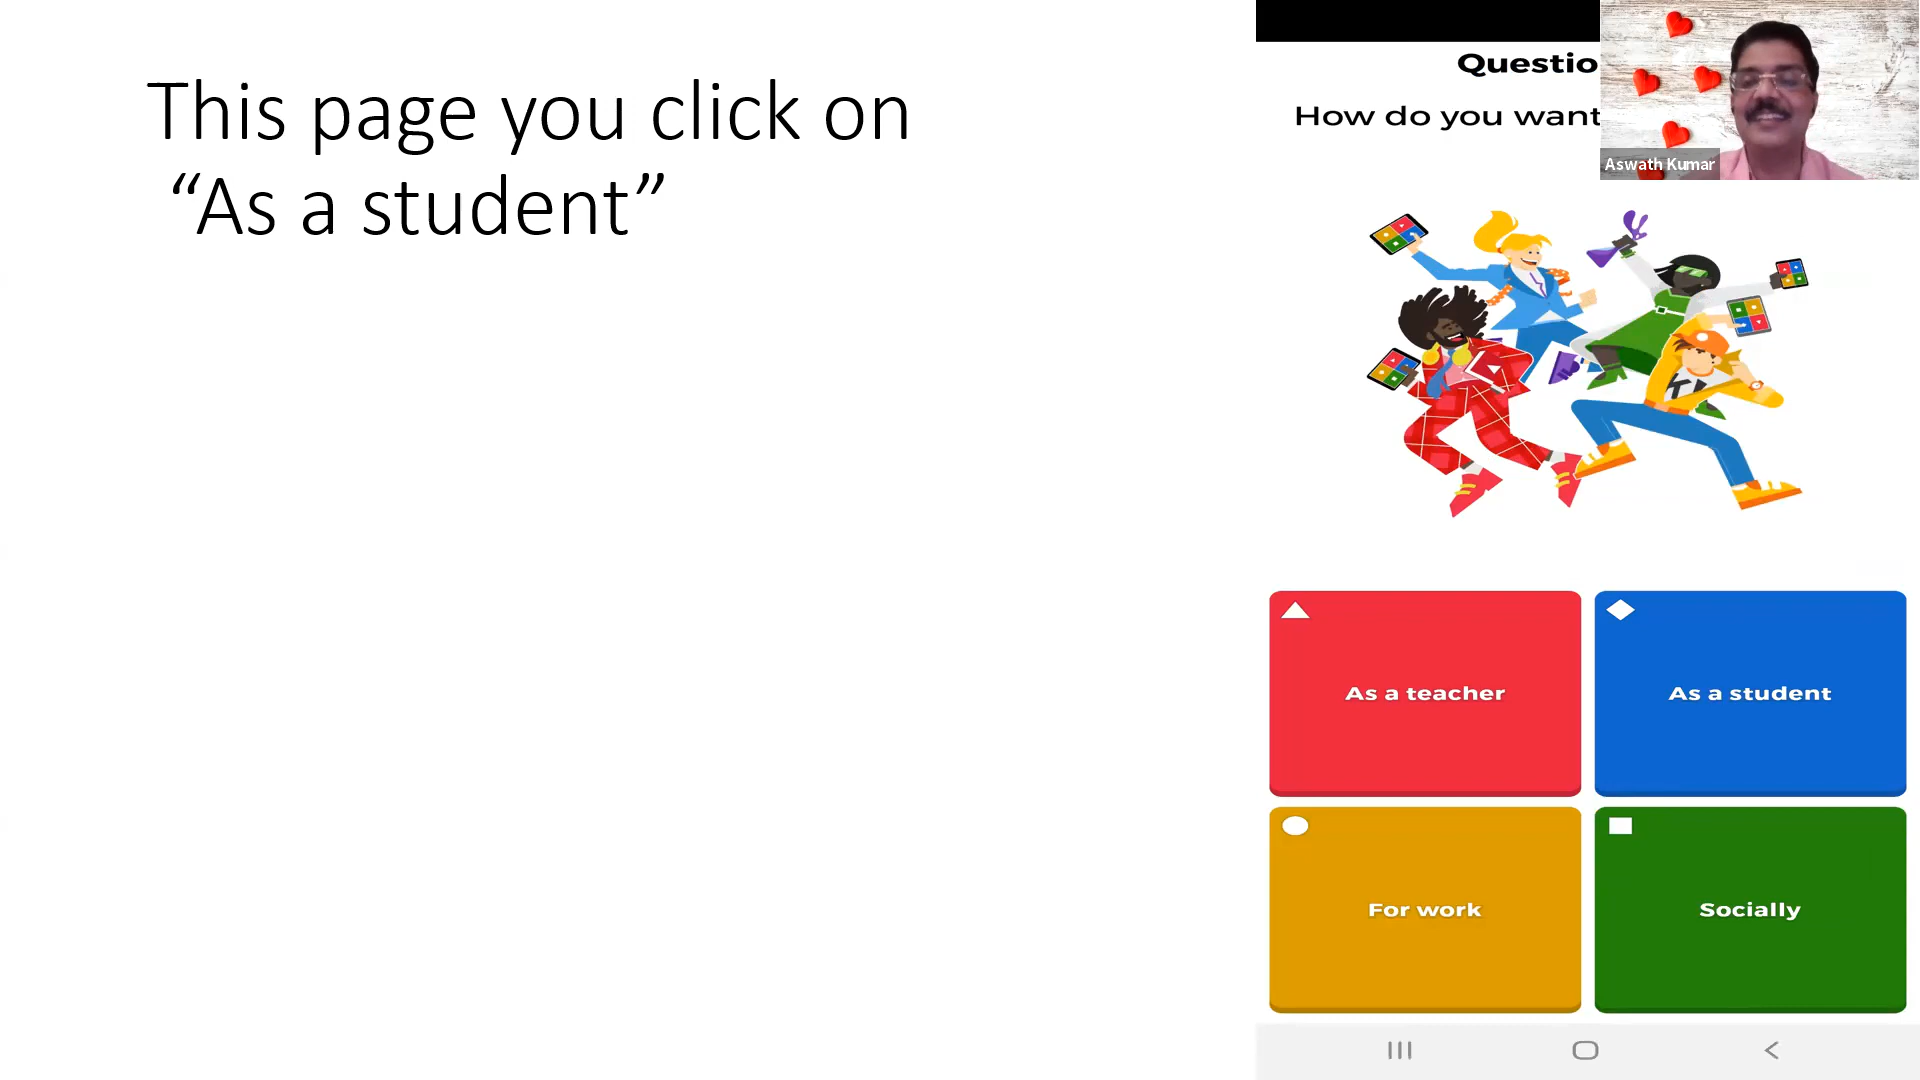 This page you click on
“As a student”
Questio
How do you want
Aswath Kumar
As a teacher
As a student
For work
Socially